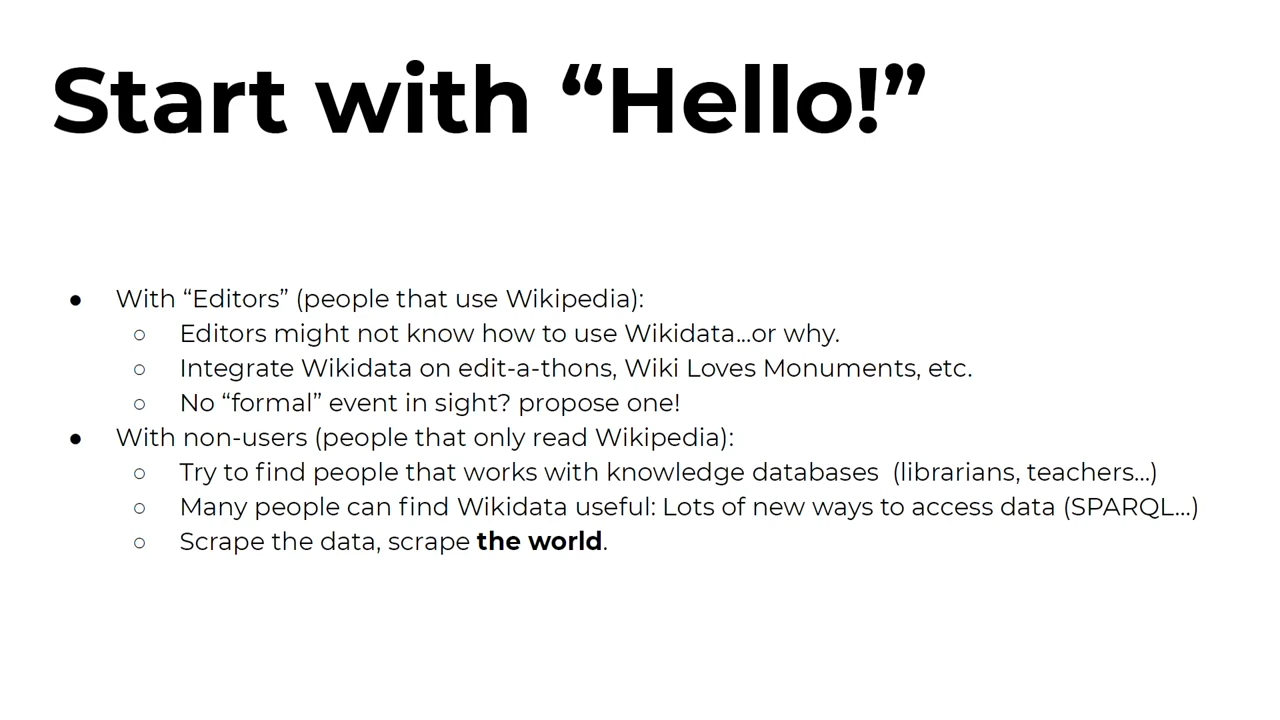 Start with “Hello!”
● With “Editors” (people that use Wikipedia):
○ Editors might not know how to use Wikidata...or why.
○ Integrate Wikidata on edit-a-thons, Wiki Loves Monuments, etc.
○ No “formal” event in sight? propose one!
● With non-users (people that only read Wikipedia):
○ Try to find people that works with knowledge databases  (librarians, teachers...)
○ Many people can find Wikidata useful: Lots of new ways to access data (SPARQL...)
○ Scrape the data, scrape the world.